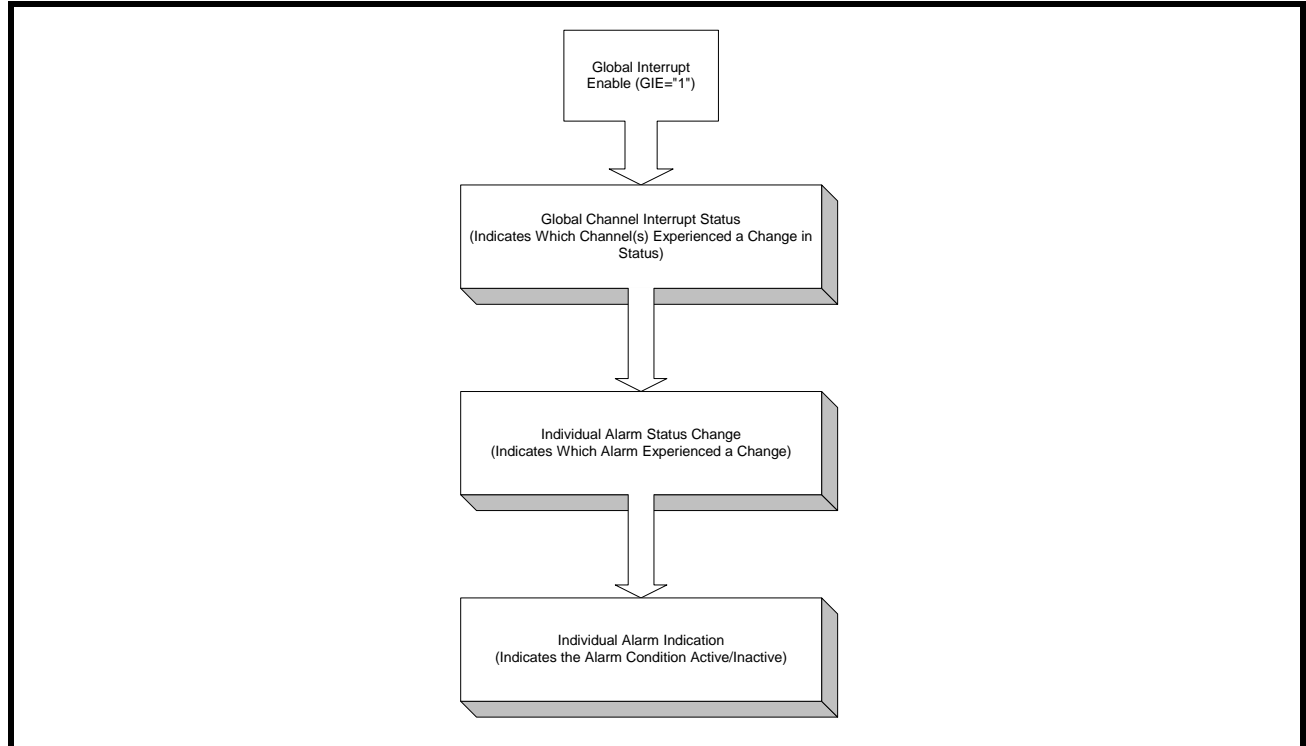 Global Interrupt
Enable (GIE="1")
Global Channel Interrupt Status
(Indicates Which Channel(s) Experienced a Change in
Status)
Individual Alarm Status Change
(Indicates Which Alarm Experienced a Change)
Individual Alarm Indication
(Indicates the Alarm Condition Active/Inactive)